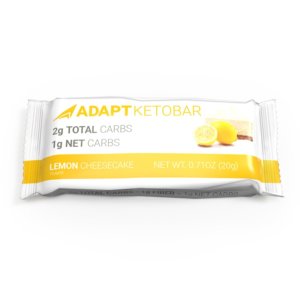 ADAPT KETOBAR
2g TOTAL CARBS
1g NET CARBS
LEMON CHEESECAKE
NET WT. 0.71OZ (20g)